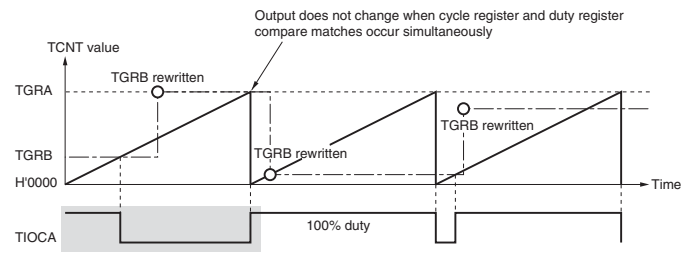 Output does not change when cycle register and duty register
compare matches occur simultaneously
TCNT value
TGRB rewritten
TGRA
TGRB rewritten
TGRB
TGRB rewritten
H'0000
Time
100% duty
TIOCA